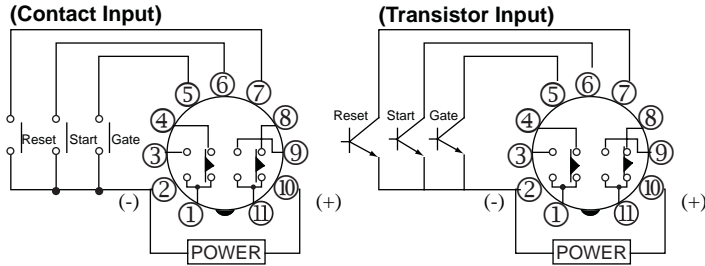 (Contact Input)
Reset
Start
Gate
① ② ③ ④ ⑤ ⑥ ⑦ ⑧ ⑨ ⑩ ⑪
(-)
(+)
POWER
(Transistor Input)
Reset
Start
Gate
① ② ③ ④ ⑤ ⑥ ⑦ ⑧ ⑨ ⑩ ⑪
(-)
(+)
POWER